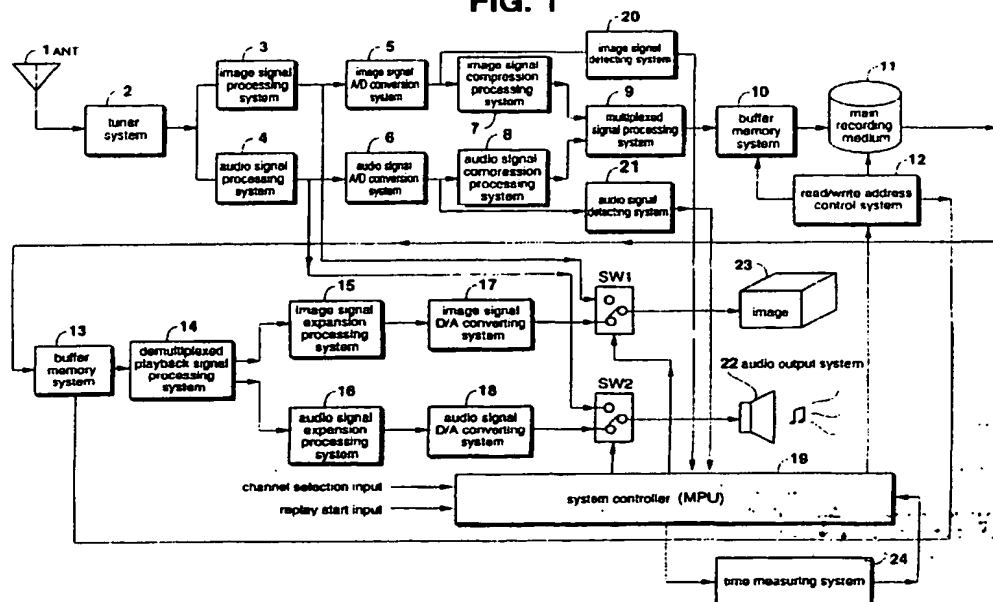 FIG. 1
1 ANT
2
tuner system
3
image signal processing system
4
audio signal processing system
5
image signal A/D conversion system
6
audio signal A/D conversion system
image signal compression processing system
7
8
audio signal compression processing system
20
image signal detecting system
9
multiplexed signal processing system
21
audio signal detecting system
10
buffer memory system
11
main recording medium
12
read/write address control system
13
buffer memory system
14
demultiplexed playback signal processing system
15
image signal expansion processing system
16
audio signal expansion processing system
17
image signal D/A converting system
18
audio signal D/A converting system
SW1
SW2
23
image
22 audio output system
19
channel selection input
replay start input
system controller (MPU)
24
time measuring system